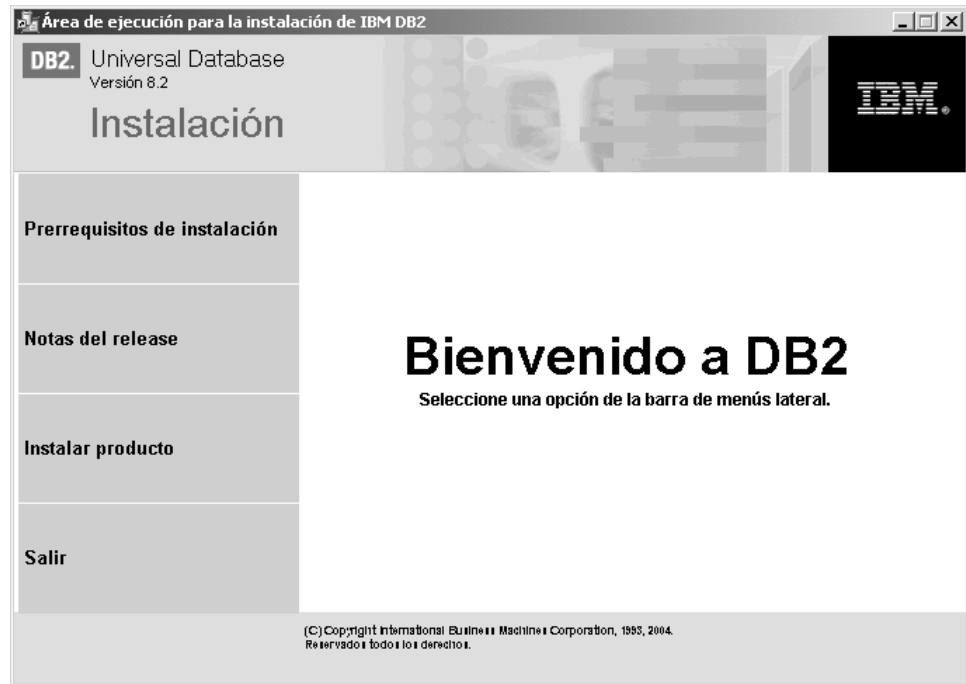 Área de ejecución para la instalación de IBM DB2
DB2. Universal Database
Versión 8.2
Instalación
IBM®
Prerrequisitos de instalación
Notas del release
Instalar producto
Salir
Bienvenido a DB2
Seleccione una opción de la barra de menús lateral.
(C) Copyright International Business Machines Corporation, 1993, 2004.
Reservados todos los derechos.